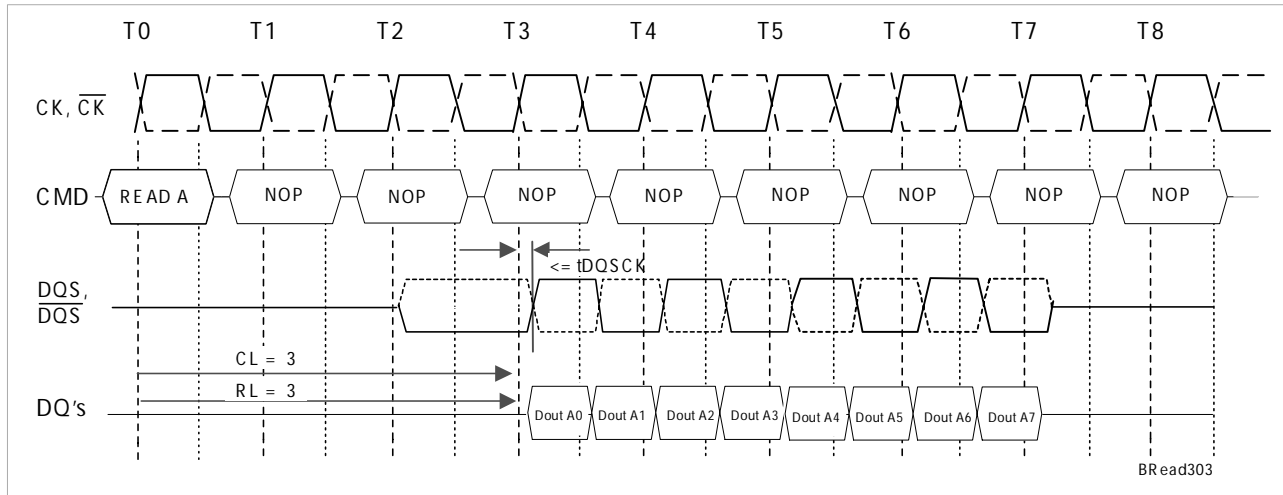 T0 T1 T2 T3 T4 T5 T6 T7 T8
CK, CK
CMD READ A NOP NOP NOP NOP NOP NOP NOP NOP
<= tDQSCK
DQS,
DQS
CL = 3
RL = 3
DQ's Dout A0 Dout A1 Dout A2 Dout A3 Dout A4 Dout A5 Dout A6 Dout A7
BRead303